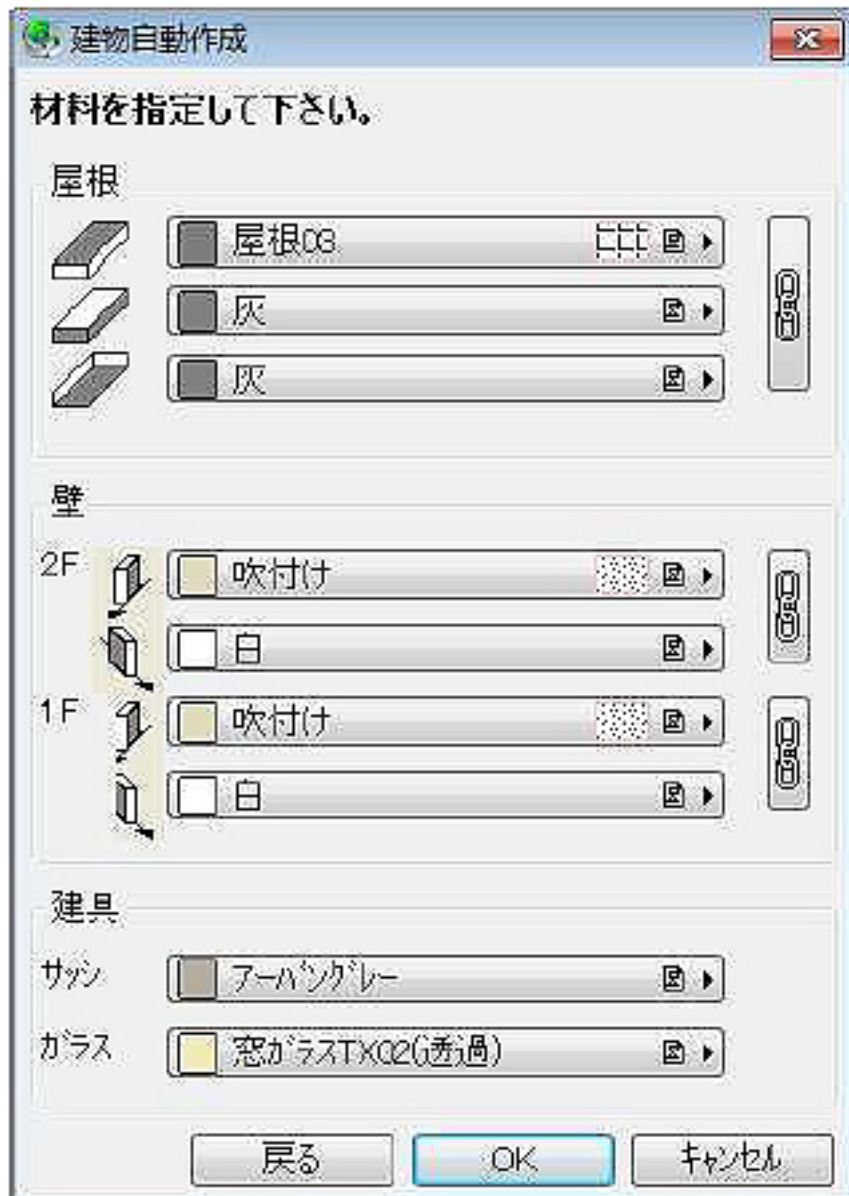 建物自動作成
材料を指定して下さい。
屋根
屋根03
灰
灰
壁
2F 吹付け
白
1F 吹付け
白
建具
サッシ アーバングレー
ガラス 窓ガラスTX02(透過)
戻る OK キャンセル